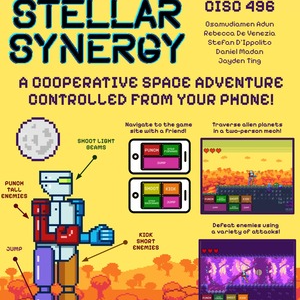 STELLAR
SYNERGY
CISC 496
Osamudiamen Adun
Rebecca De Venezia
Stefan D'Ippolito
Daniel Madan
Jayden Ting
A COOPERATIVE SPACE ADVENTURE
CONTROLLED FROM YOUR PHONE!
SHOOT LIGHT
BEAMS
PUNCH
TALL
ENEMIES
JUMP
KICK
SHORT
ENEMIES
Navigate to the game
site with a friend!
PUNCH
JUMP
SHOOT
KICK
Traverse alien planets
in a two-person mech!
Defeat enemies using
a variety of attacks!